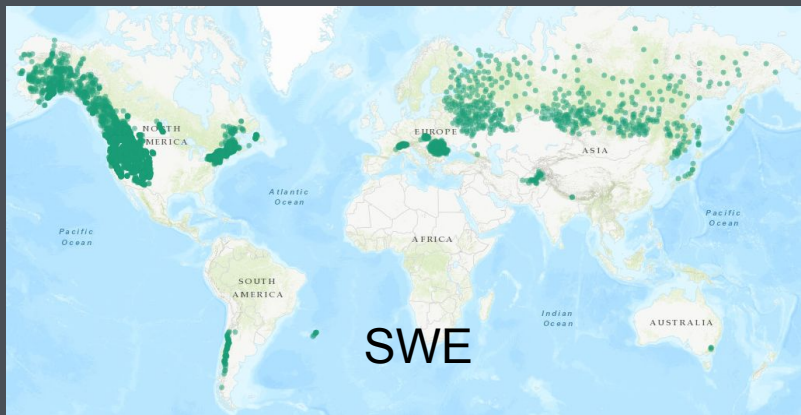 NORTH
AMERICA
EUROPE
ASIA
Atlantic
Ocean
Pacific
Ocean
AFRICA
Pacific
Ocean
SOUTH
AMERICA
Indian
Ocean
AUSTRALIA
SWE